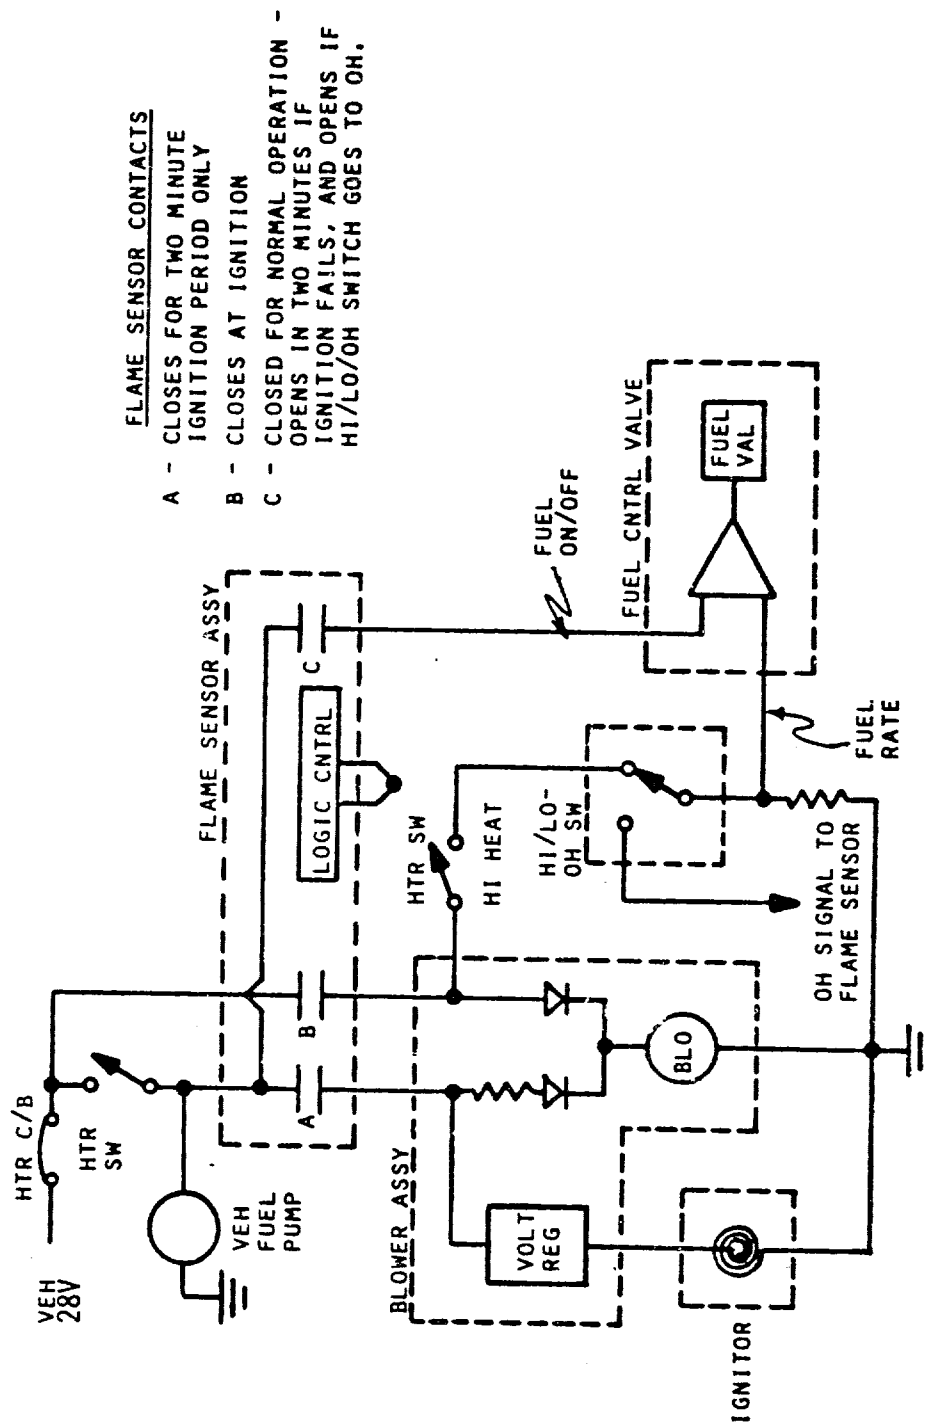 FLAME SENSOR CONTACTS
A - CLOSES FOR TWO MINUTE
IGNITION PERIOD ONLY
B - CLOSES AT IGNITION
C - CLOSED FOR NORMAL OPERATION -
OPENS IN TWO MINUTES IF
IGNITION FAILS, AND OPENS IF
HI/LO/OH SWITCH GOES TO OH.
VEH
28V
HTR C/B
HTR
SW
VEH
FUEL
PUMP
FLAME SENSOR ASSY
A
B
LOGIC CNTRL
C
BLOWER ASSY
VOLT
REG
BLO
HTR SW
HI HEAT
HI/LO-
OH SW
OH SIGNAL TO
FLAME SENSOR
FUEL
ON/OFF
FUEL CNTRL VALVE
FUEL
VAL
FUEL
RATE
IGNITOR